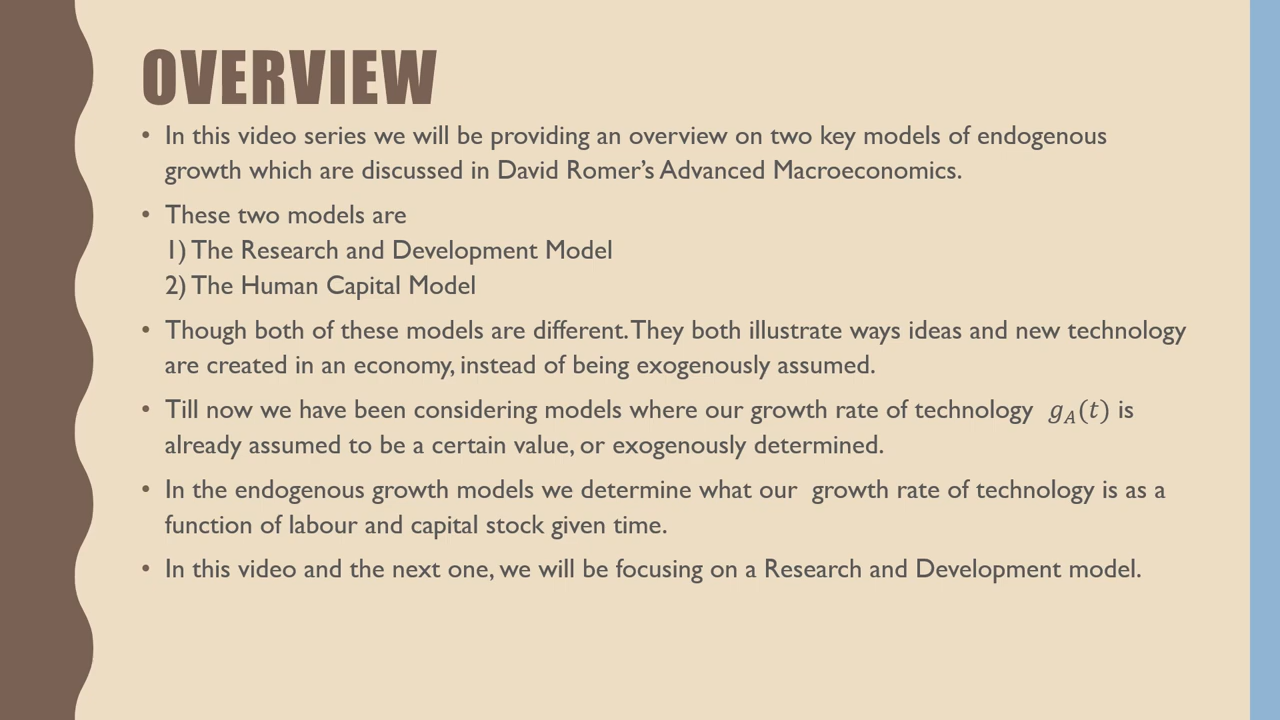 OVERVIEW
• In this video series we will be providing an overview on two key models of endogenous
growth which are discussed in David Romer’s Advanced Macroeconomics.
• These two models are
1) The Research and Development Model
2) The Human Capital Model
• Though both of these models are different. They both illustrate ways ideas and new technology
are created in an economy, instead of being exogenously assumed.
• Till now we have been considering models where our growth rate of technology g_A(t) is
already assumed to be a certain value, or exogenously determined.
• In the endogenous growth models we determine what our growth rate of technology is as a
function of labour and capital stock given time.
• In this video and the next one, we will be focusing on a Research and Development model.